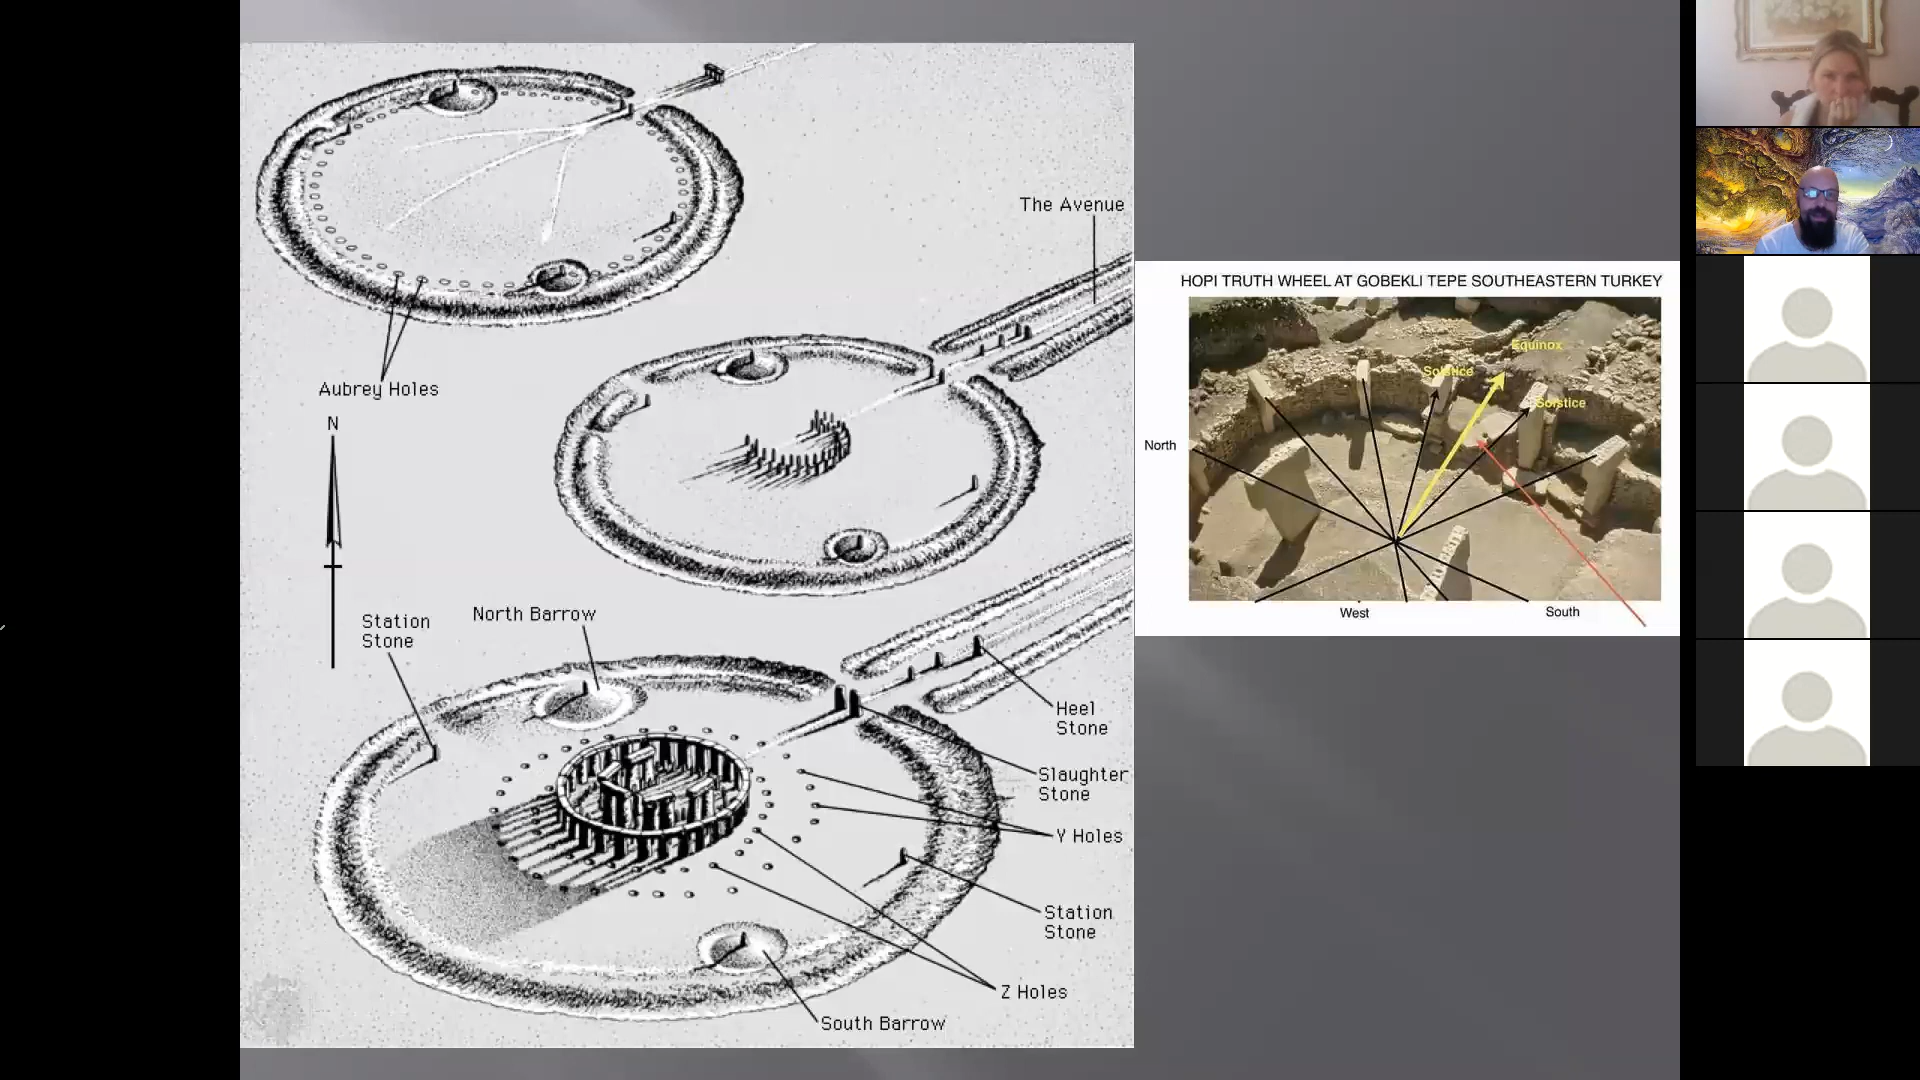 The Avenue
Aubrey Holes
N
Station
Stone
North Barrow
Heel
Stone
Slaughter
Stone
Y Holes
Station
Stone
Z Holes
South Barrow
HOPI TRUTH WHEEL AT GOBEKLI TEPE SOUTHEASTERN TURKEY
Equinox
Solstice
Solstice
North
West
South